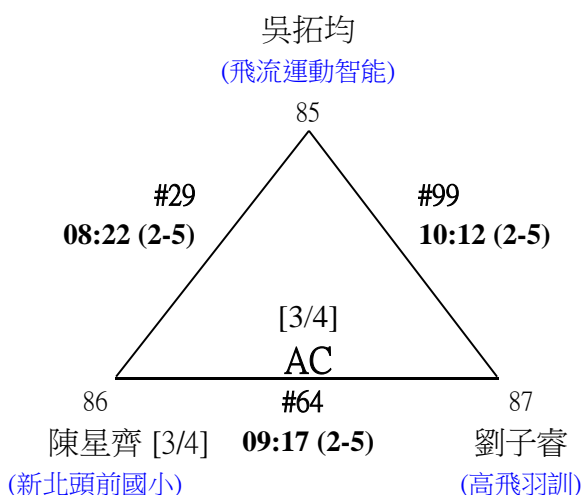 吳拓均
(飛流運動智能)
85
#29
08:22 (2-5)
#99
10:12 (2-5)
[3/4]
AC
86
#64
87
陳星齊 [3/4]
09:17 (2-5)
劉子睿
(新北頭前國小)
(高飛羽訓)